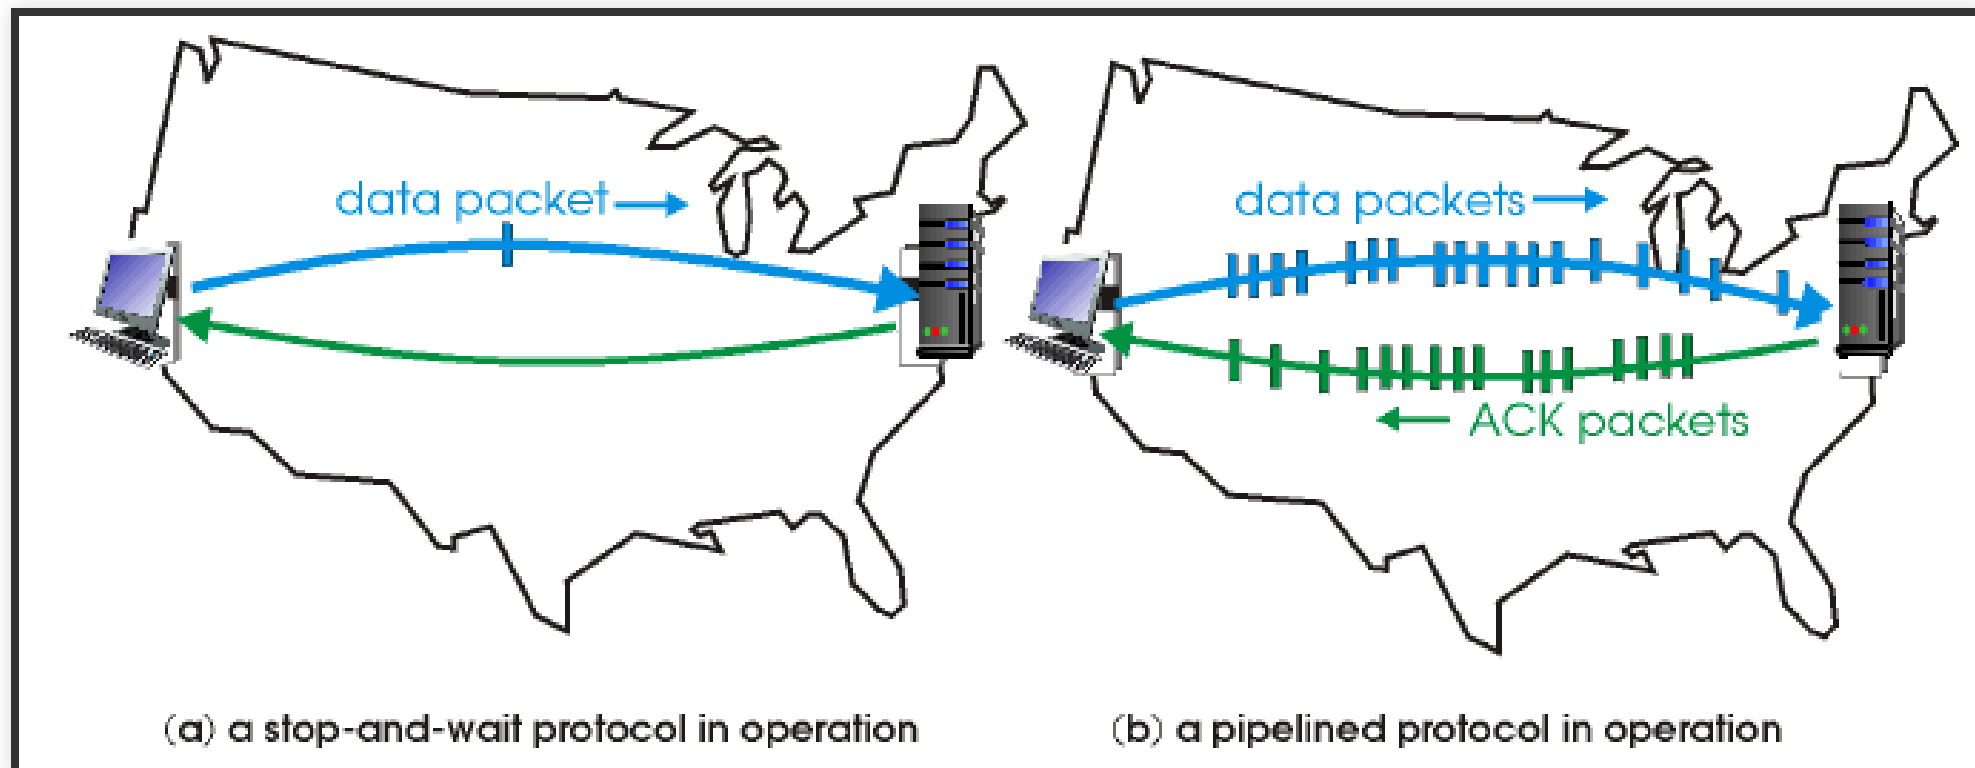 data packet
data packets
ACK packets
(a) a stop-and-wait protocol in operation
(b) a pipelined protocol in operation